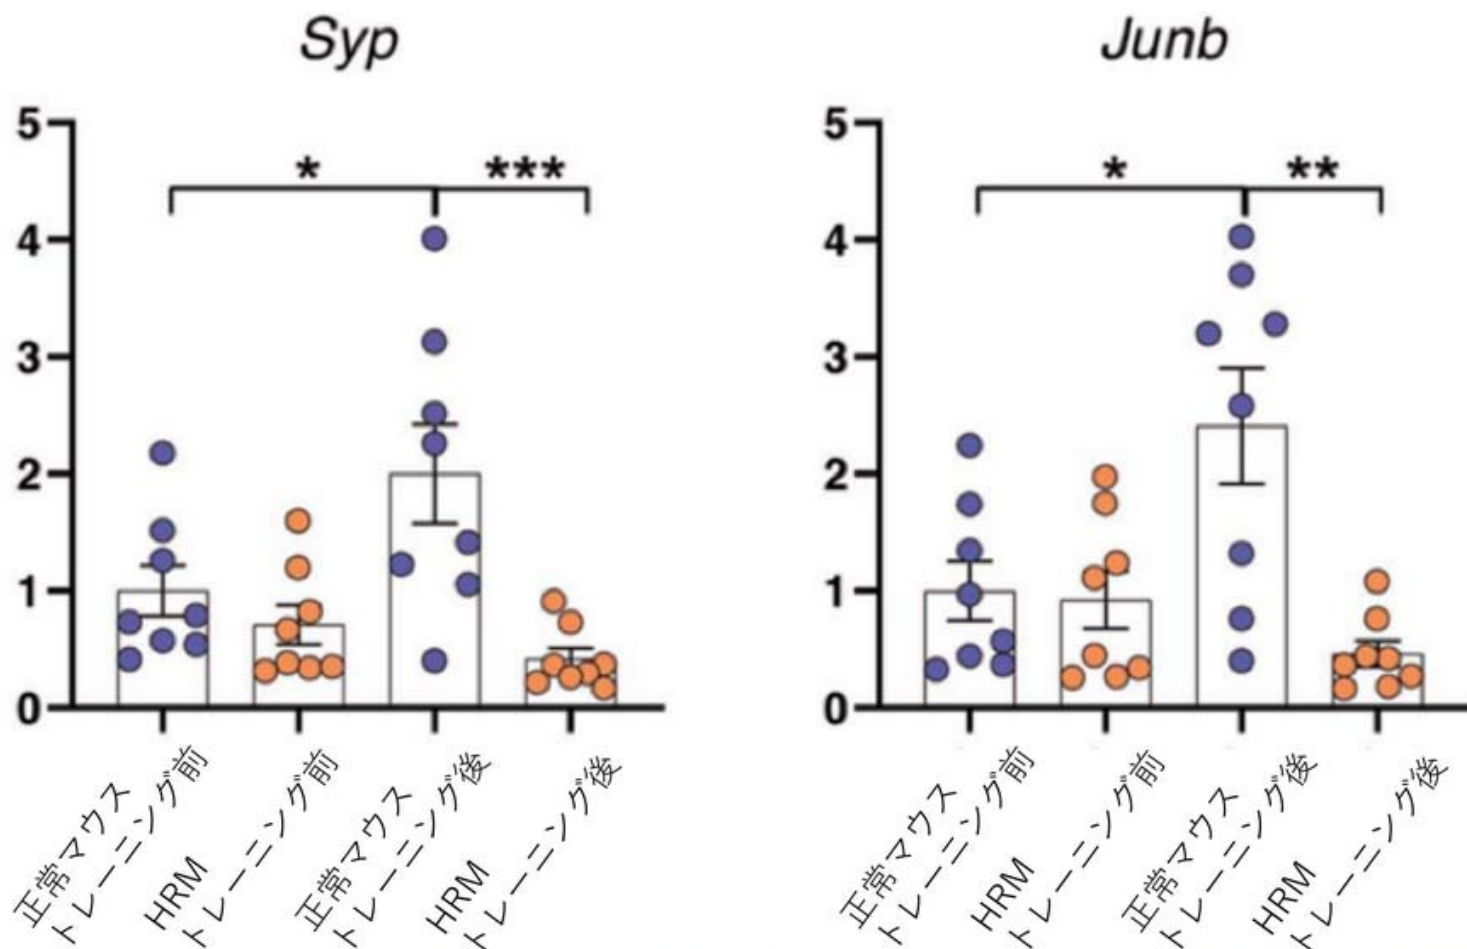 Syp
5
4
3
2
1
0
*
***
正常マウス
トレーニング前
HRM
トレーニング前
正常マウス
トレーニング後
HRM
トレーニング後
Junb
5
4
3
2
1
0
*
**
正常マウス
トレーニング前
HRM
トレーニング前
正常マウス
トレーニング後
HRM
トレーニング後